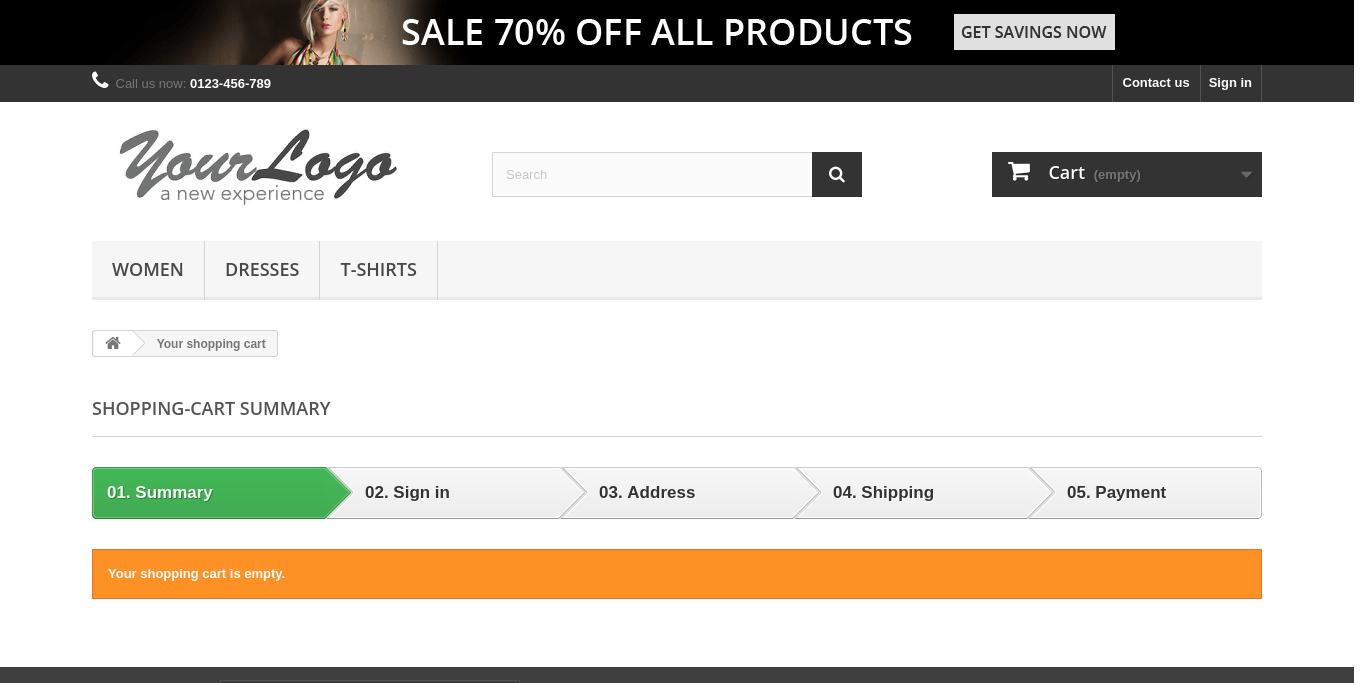 SALE 70% OFF ALL PRODUCTS GET SAVINGS NOW
Call us now: 0123-456-789 Contact us Sign in
YourLogo
a new experience
Search
Cart (empty)
WOMEN DRESSES T-SHIRTS
Your shopping cart
SHOPPING-CART SUMMARY
01. Summary 02. Sign in 03. Address 04. Shipping 05. Payment
Your shopping cart is empty.